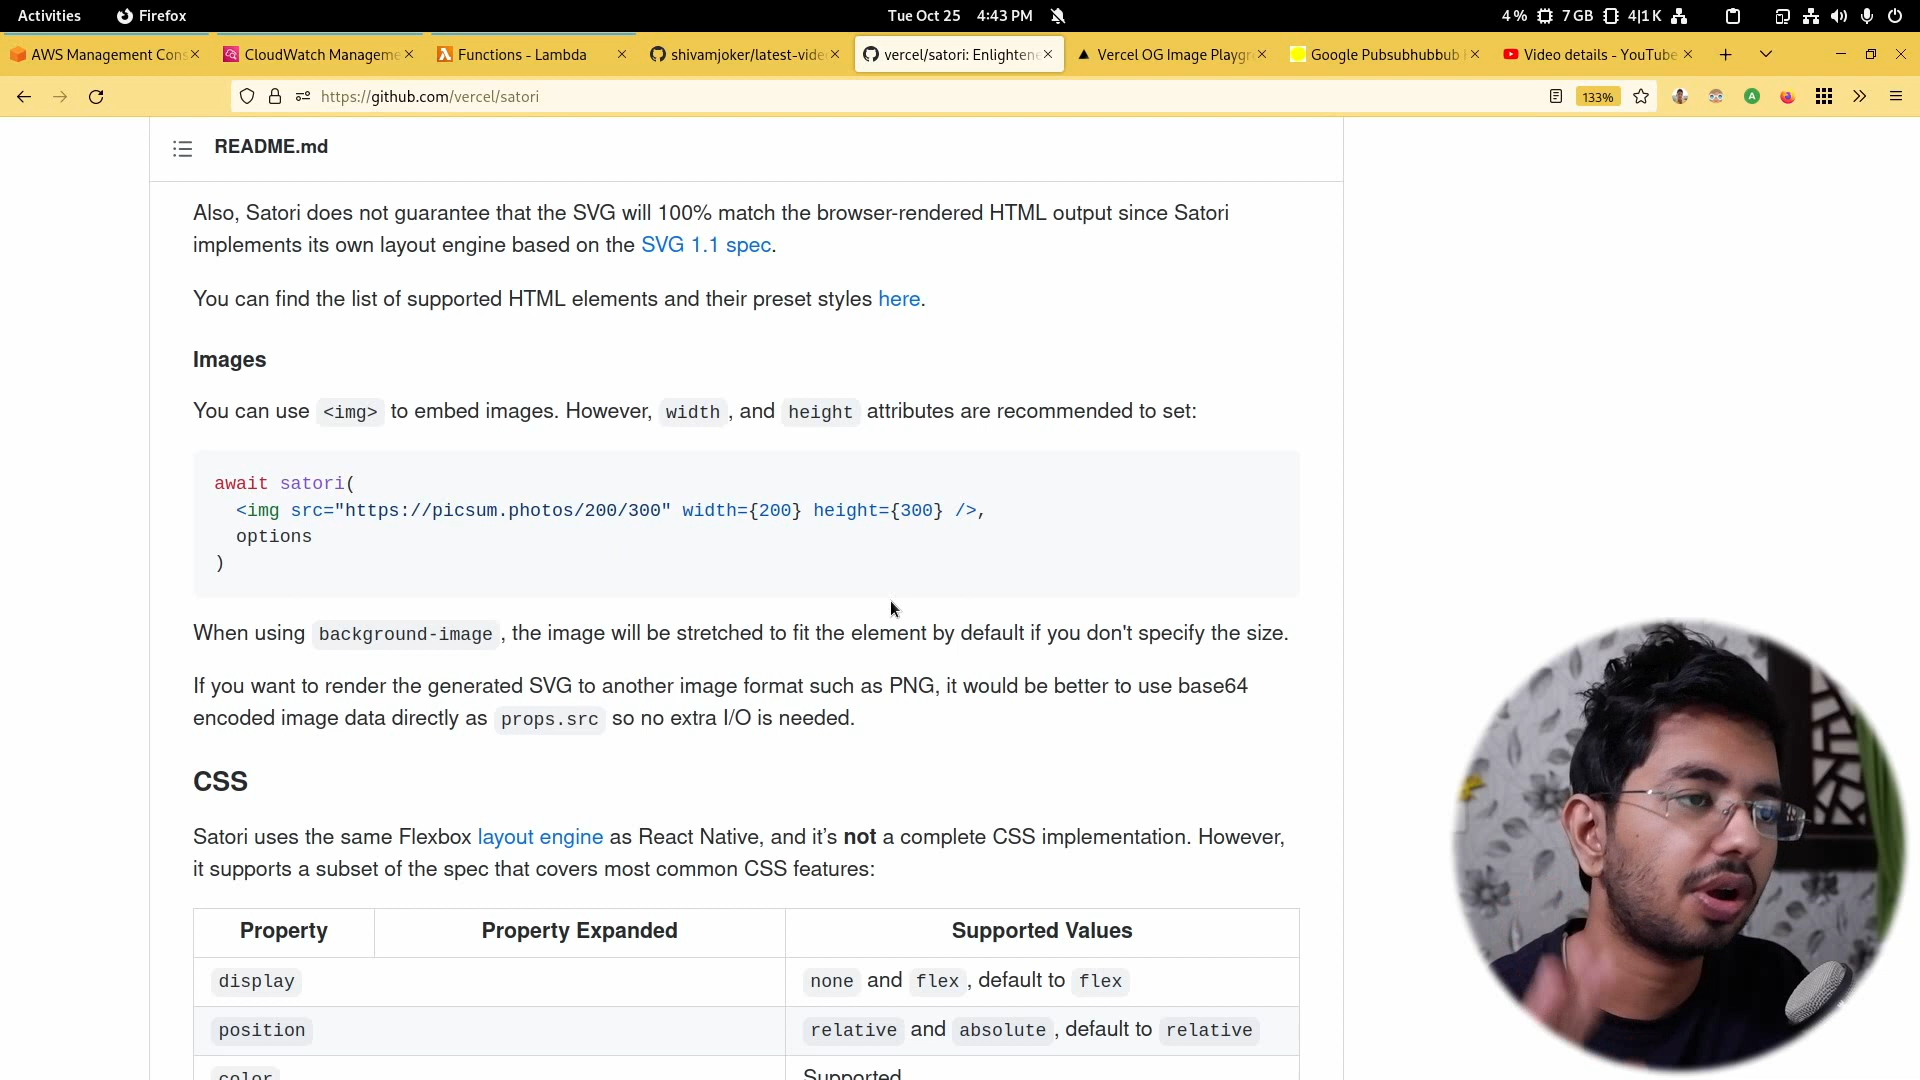 Activities Firefox Tue Oct 25 4:43 PM 4 % 7 GB 4|1 K
AWS Management Cons CloudWatch Manageme Functions - Lambda shivamjoker/latest-vide vercel/satori: Enlighten Vercel OG Image Playgr Google Pubsubhubbub Video details - YouTube
https://github.com/vercel/satori 133% A
README.md
Also, Satori does not guarantee that the SVG will 100% match the browser-rendered HTML output since Satori
implements its own layout engine based on the SVG 1.1 spec.
You can find the list of supported HTML elements and their preset styles here.
Images
You can use <img> to embed images. However, width , and height attributes are recommended to set:
await satori(
<img src="https://picsum.photos/200/300" width={200} height={300} />,
options
)
When using background-image , the image will be stretched to fit the element by default if you don't specify the size.
If you want to render the generated SVG to another image format such as PNG, it would be better to use base64
encoded image data directly as props.src so no extra I/O is needed.
CSS
Satori uses the same Flexbox layout engine as React Native, and it’s not a complete CSS implementation. However,
it supports a subset of the spec that covers most common CSS features:
Property Property Expanded Supported Values
display none and flex , default to flex
position relative and absolute , default to relative
color Supported